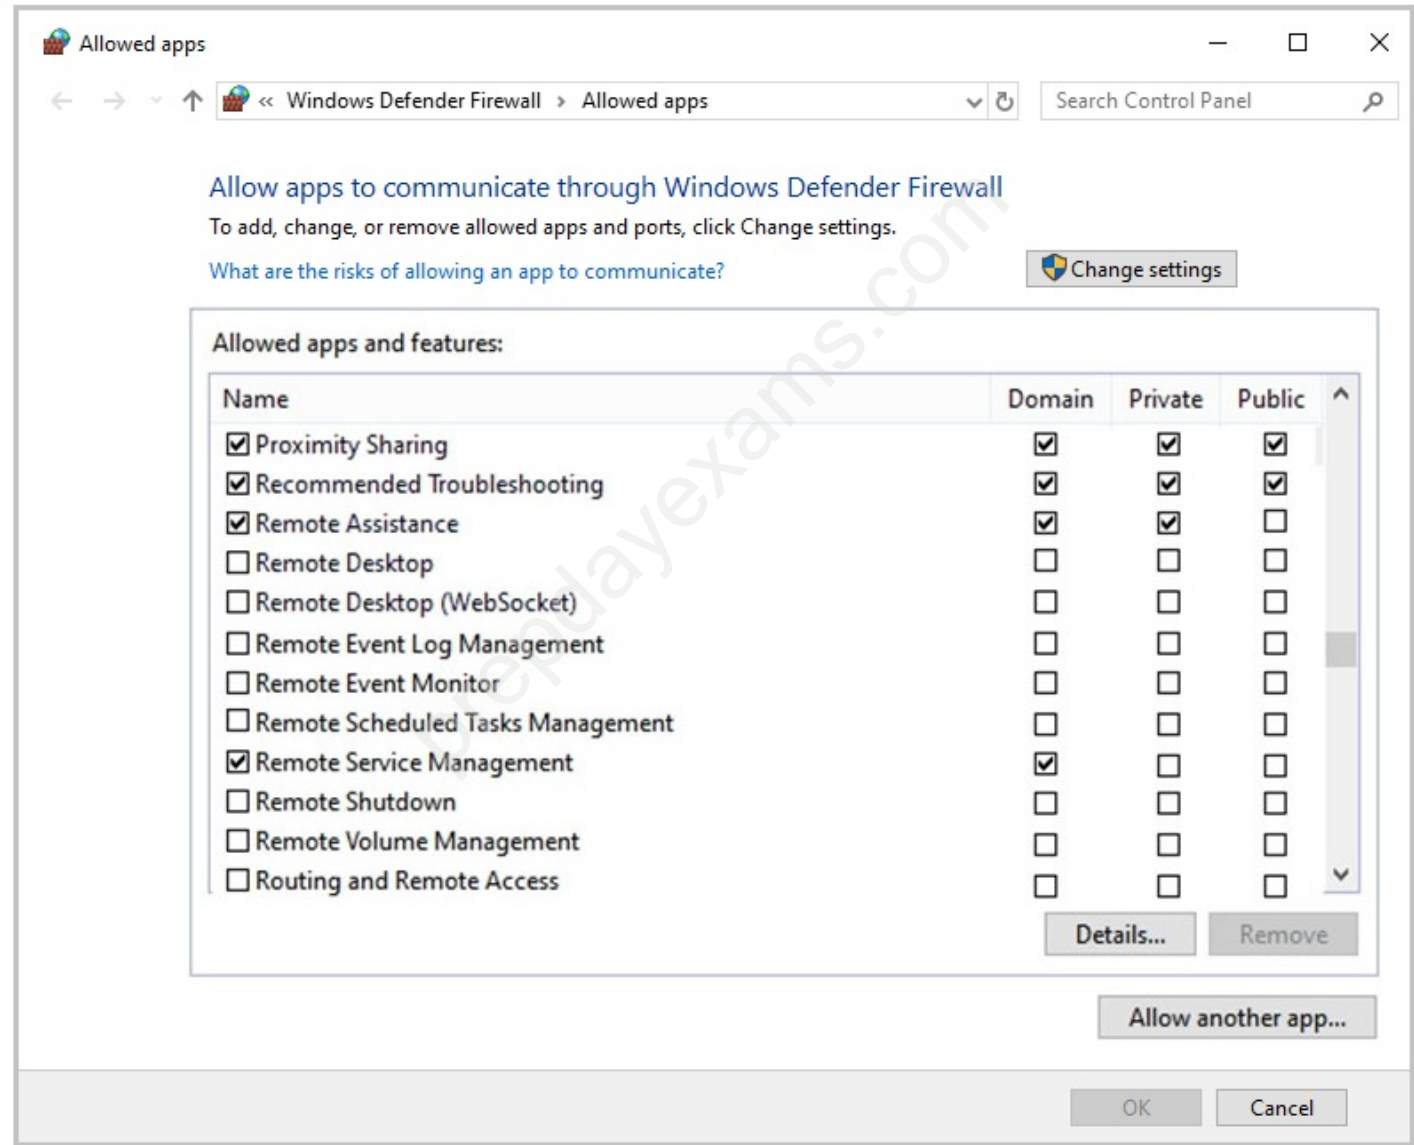 Allowed apps
« Windows Defender Firewall › Allowed apps
Search Control Panel
Allow apps to communicate through Windows Defender Firewall
To add, change, or remove allowed apps and ports, click Change settings.
What are the risks of allowing an app to communicate?
Change settings
Allowed apps and features:
Name Domain Private Public
Proximity Sharing
Recommended Troubleshooting
Remote Assistance
Remote Desktop
Remote Desktop (WebSocket)
Remote Event Log Management
Remote Event Monitor
Remote Scheduled Tasks Management
Remote Service Management
Remote Shutdown
Remote Volume Management
Routing and Remote Access
Details... Remove
Allow another app...
OK Cancel
prepdayexams.com